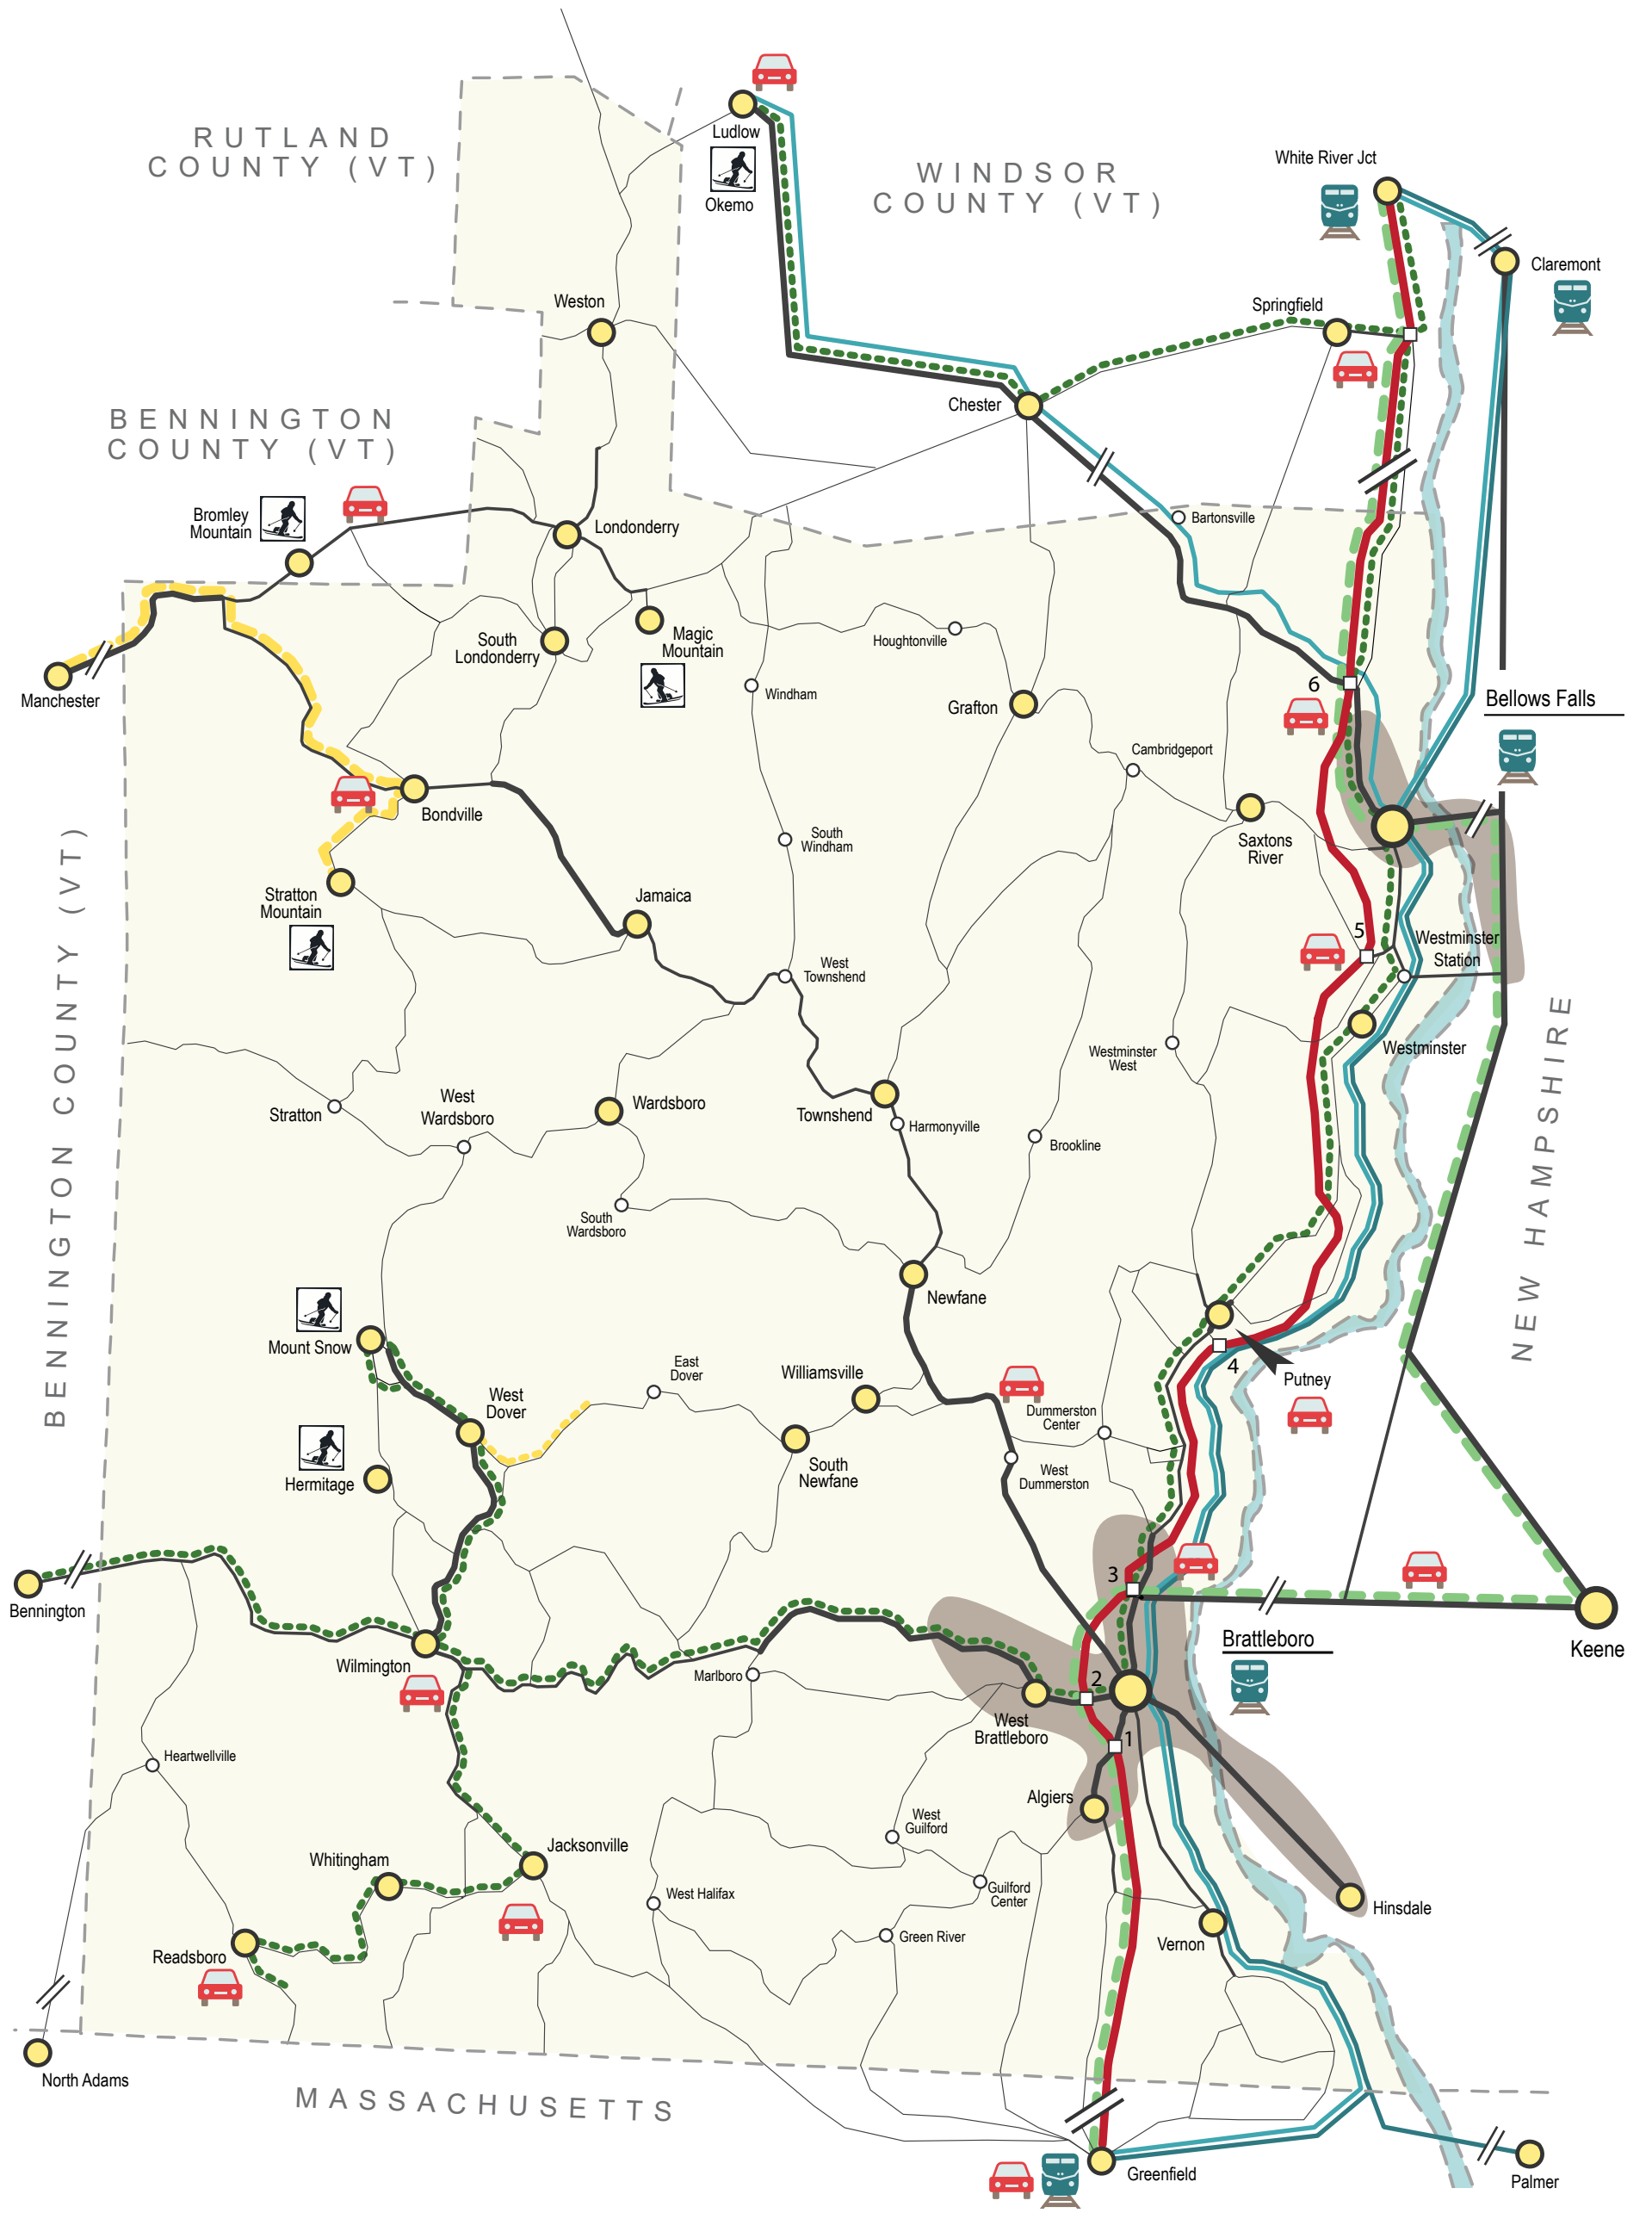 RUTLAND
COUNTY (VT)
Ludlow
Okemo
WINDSOR
COUNTY (VT)
White River Jct
Claremont
Weston
Springfield
Chester
BENNINGTON
COUNTY (VT)
Bromley
Mountain
Londonderry
Bartonsville
Manchester
South
Londonderry
Magic
Mountain
Houghtonville
Windham
Grafton
6
Bellows Falls
Cambridgeport
Bondville
South
Windham
Saxtons
River
Stratton
Mountain
Jamaica
5
Westminster
Station
West
Townshend
Westminster
Westminster
West
BENNINGTON COUNTY (VT)
NEW HAMPSHIRE
Stratton
West
Wardsboro
Wardsboro
Townshend
Harmonyville
Brookline
South
Wardsboro
Newfane
Mount Snow
4
Putney
West
Dover
East
Dover
Williamsville
Dummerston
Center
Hermitage
South
Newfane
West
Dummerston
3
Bennington
Brattleboro
Keene
Wilmington
Marlboro
2
West
Brattleboro
1
Heartwellville
Algiers
West
Guilford
Whitingham
Jacksonville
West Halifax
Guilford
Center
Hinsdale
Readsboro
Green River
Vernon
North Adams
MASSACHUSETTS
Greenfield
Palmer